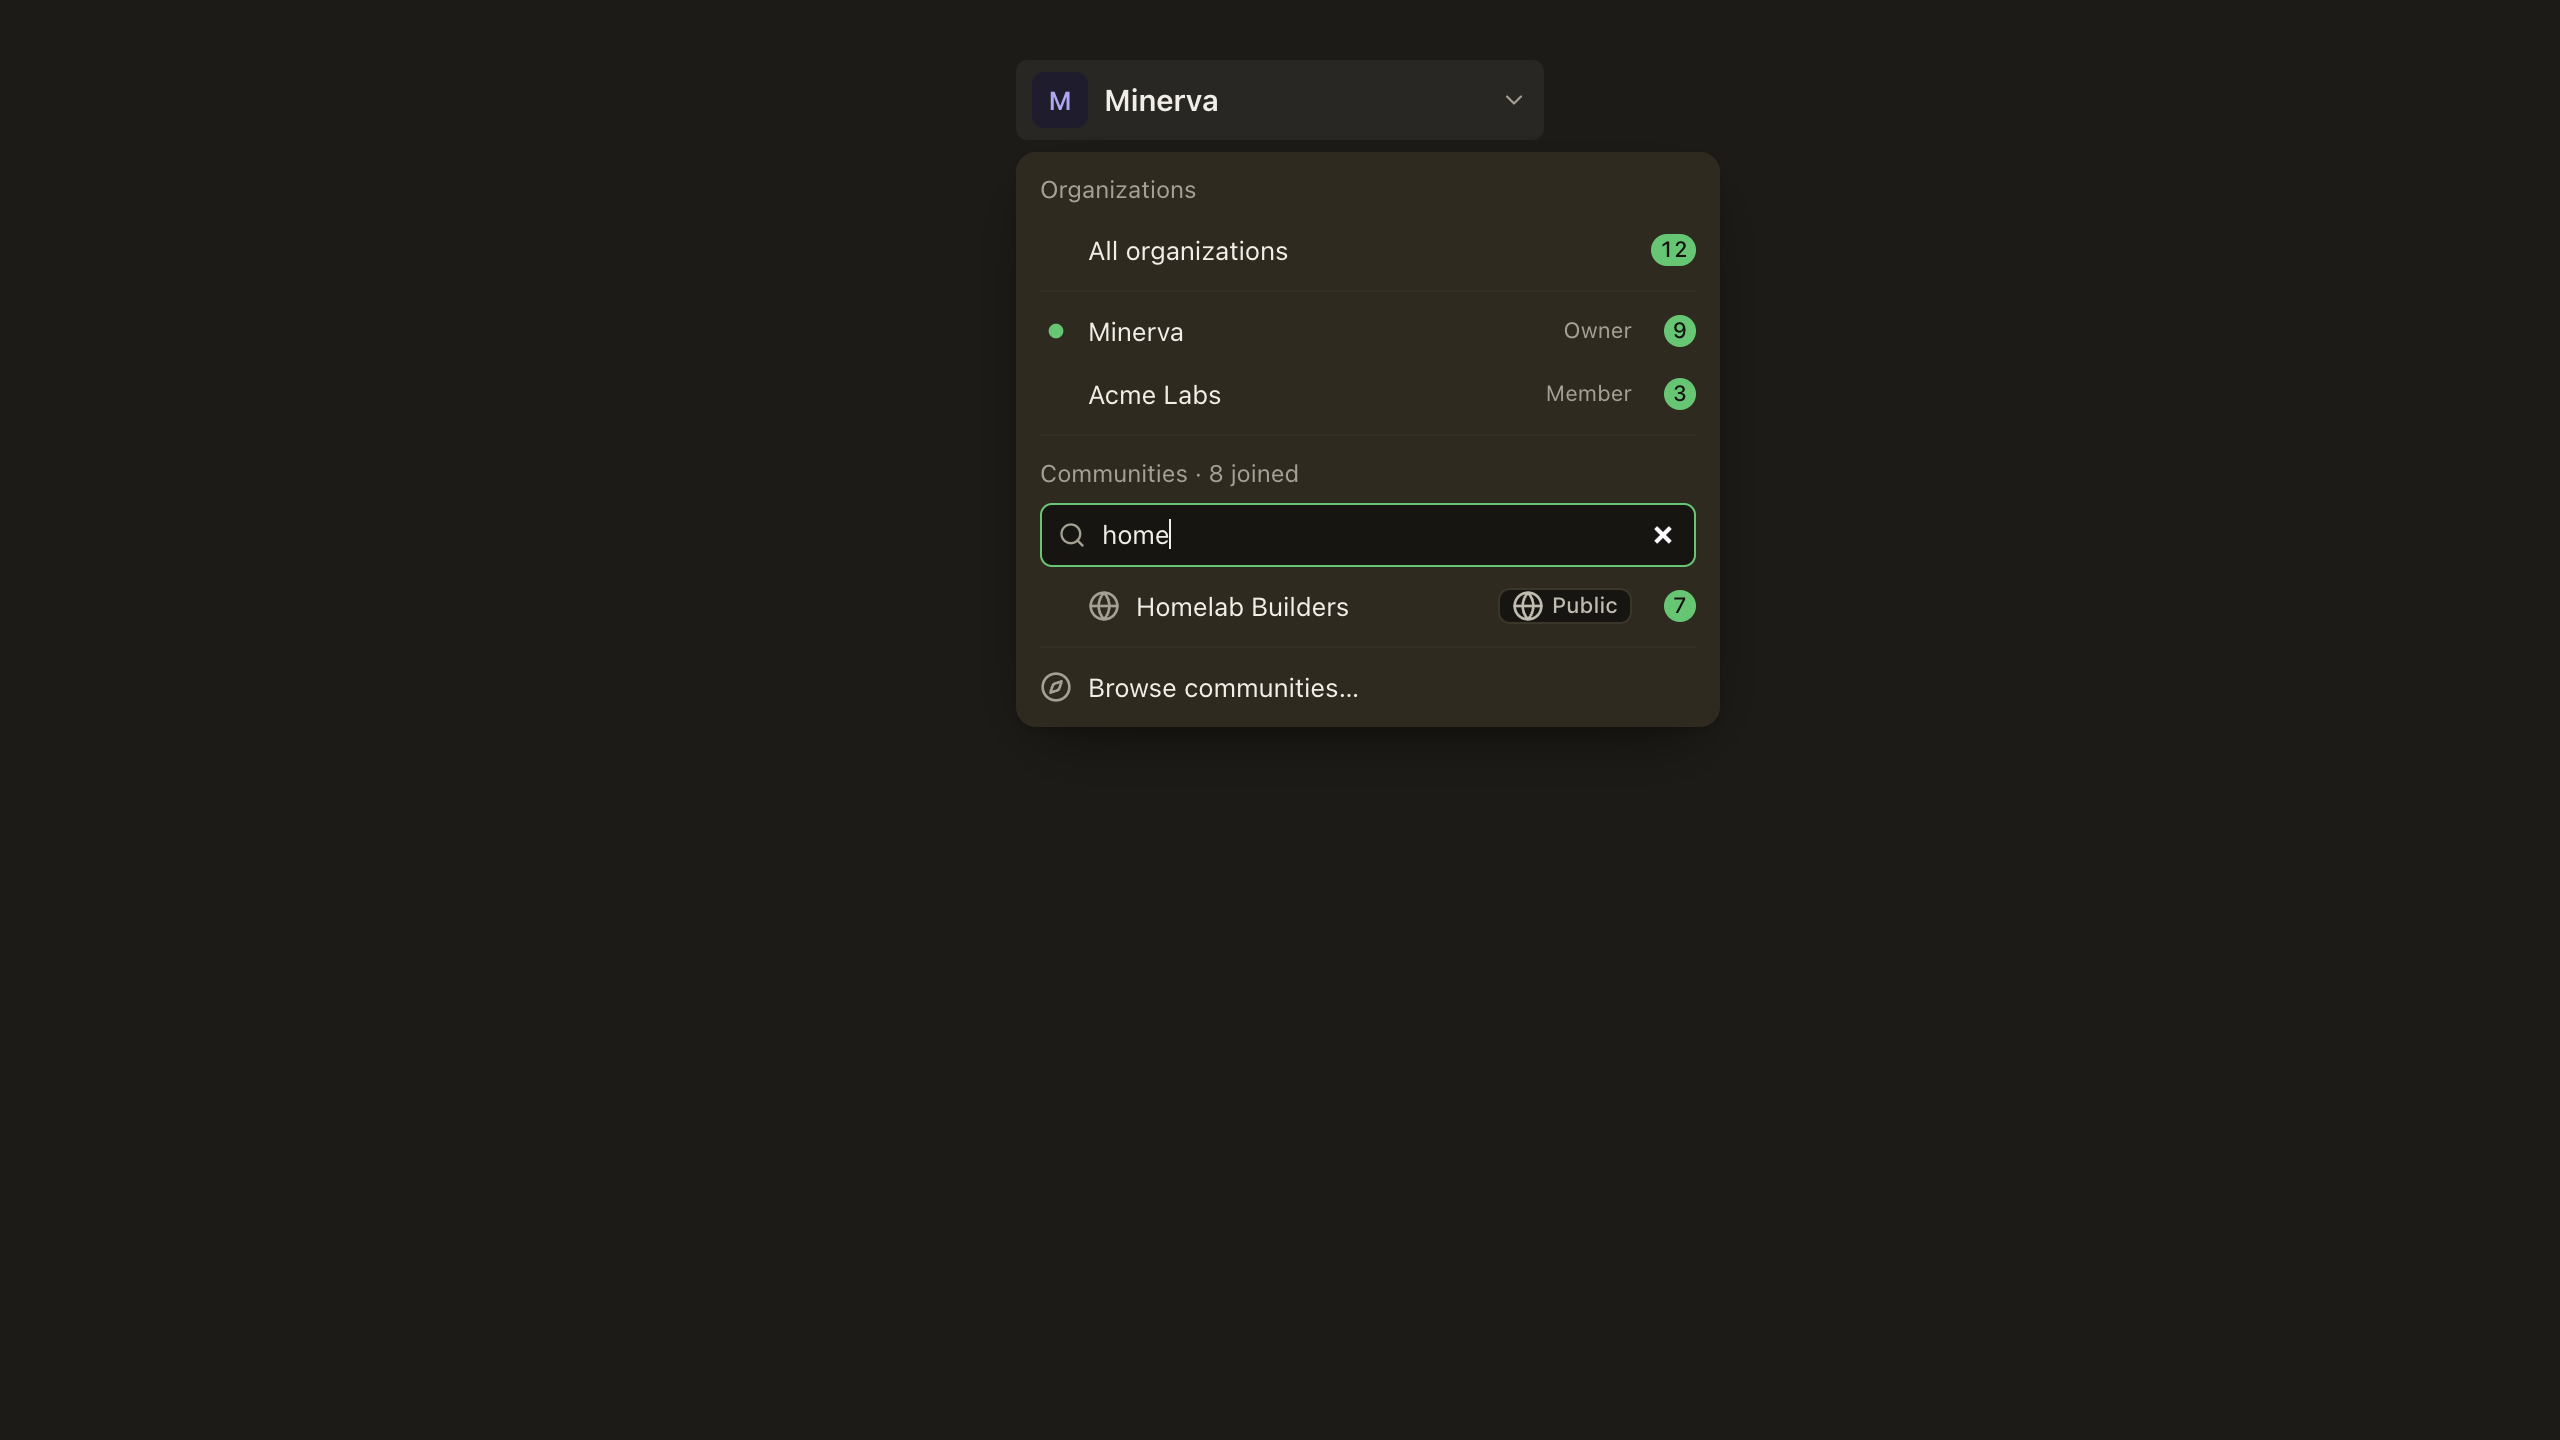 M Minerva
Organizations
All organizations 12
Minerva Owner 9
Acme Labs Member 3
Communities · 8 joined
home
Homelab Builders Public 7
Browse communities...